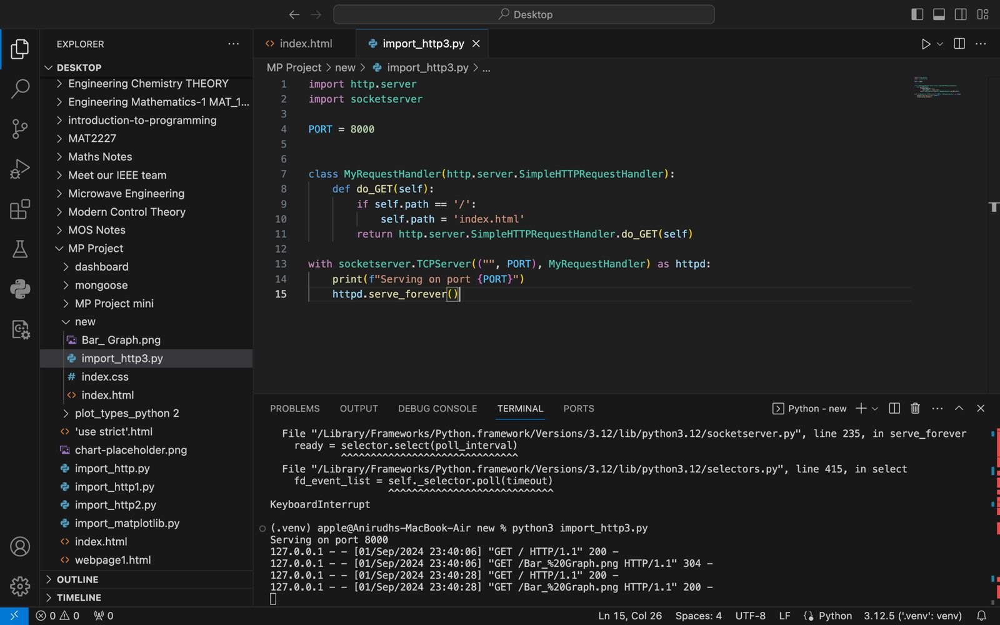 Desktop
EXPLORER
DESKTOP
Engineering Chemistry THEORY
Engineering Mathematics-1 MAT_1...
introduction-to-programming
MAT2227
Maths Notes
Meet our IEEE team
Microwave Engineering
Modern Control Theory
MOS Notes
MP Project
dashboard
mongoose
MP Project mini
new
Bar_ Graph.png
import_http3.py
index.css
index.html
plot_types_python 2
'use strict'.html
chart-placeholder.png
import_http.py
import_http1.py
import_http2.py
import_matplotlib.py
index.html
webpage1.html
OUTLINE
TIMELINE
index.html import_http3.py
MP Project > new > import_http3.py > ...
1 import http.server
2 import socketserver
3
4 PORT = 8000
5
6
7 class MyRequestHandler(http.server.SimpleHTTPRequestHandler):
8 def do_GET(self):
9 if self.path == '/':
10 self.path = 'index.html'
11 return http.server.SimpleHTTPRequestHandler.do_GET(self)
12
13 with socketserver.TCPServer(("", PORT), MyRequestHandler) as httpd:
14 print(f"Serving on port {PORT}")
15 httpd.serve_forever()
PROBLEMS OUTPUT DEBUG CONSOLE TERMINAL PORTS Python - new
File "/Library/Frameworks/Python.framework/Versions/3.12/lib/python3.12/socketserver.py", line 235, in serve_forever
ready = selector.select(poll_interval)
^^^^^^^^^^^^^^^^^^^^^^^^^^^^^^
File "/Library/Frameworks/Python.framework/Versions/3.12/lib/python3.12/selectors.py", line 415, in select
fd_event_list = self._selector.poll(timeout)
^^^^^^^^^^^^^^^^^^^^^^^^^^^^
KeyboardInterrupt
(.venv) apple@Anirudhs-MacBook-Air new % python3 import_http3.py
Serving on port 8000
127.0.0.1 - - [01/Sep/2024 23:40:06] "GET / HTTP/1.1" 200 -
127.0.0.1 - - [01/Sep/2024 23:40:06] "GET /Bar_%20Graph.png HTTP/1.1" 304 -
127.0.0.1 - - [01/Sep/2024 23:40:28] "GET / HTTP/1.1" 200 -
127.0.0.1 - - [01/Sep/2024 23:40:28] "GET /Bar_%20Graph.png HTTP/1.1" 200 -
0 0 0 Ln 15, Col 26 Spaces: 4 UTF-8 LF Python 3.12.5 ('.venv': venv)